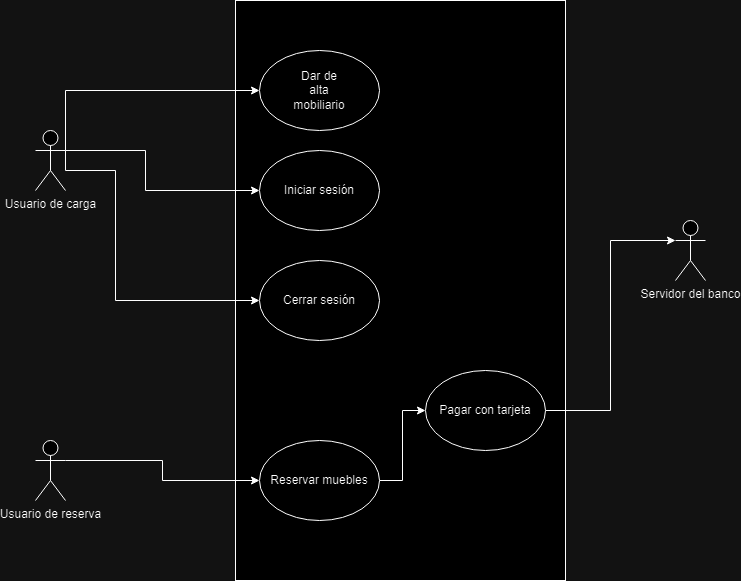 Dar de
alta
mobiliario
Iniciar sesión
Usuario de carga
Cerrar sesión
Servidor del banco
Pagar con tarjeta
Reservar muebles
Usuario de reserva